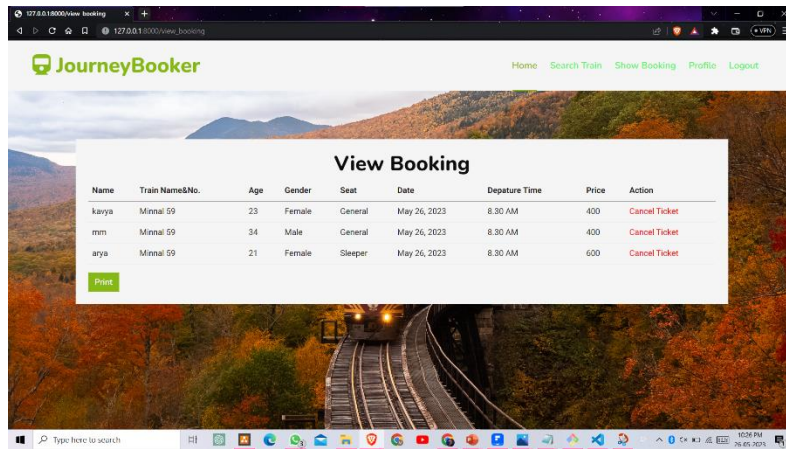 127.0.0.1:8000/view_booking
127.0.0.1:8000/view_booking
VPN
JourneyBooker
Home Search Train Show Booking Profile Logout
View Booking
Name Train Name&No. Age Gender Seat Date Depature Time Price Action
kavya Minnal 59 23 Female General May 26, 2023 8.30 AM 400 Cancel Ticket
mm Minnal 59 34 Male General May 26, 2023 8.30 AM 400 Cancel Ticket
arya Minnal 59 21 Female Sleeper May 26, 2023 8.30 AM 600 Cancel Ticket
Print
Type here to search
10:26 PM
26-05-2023